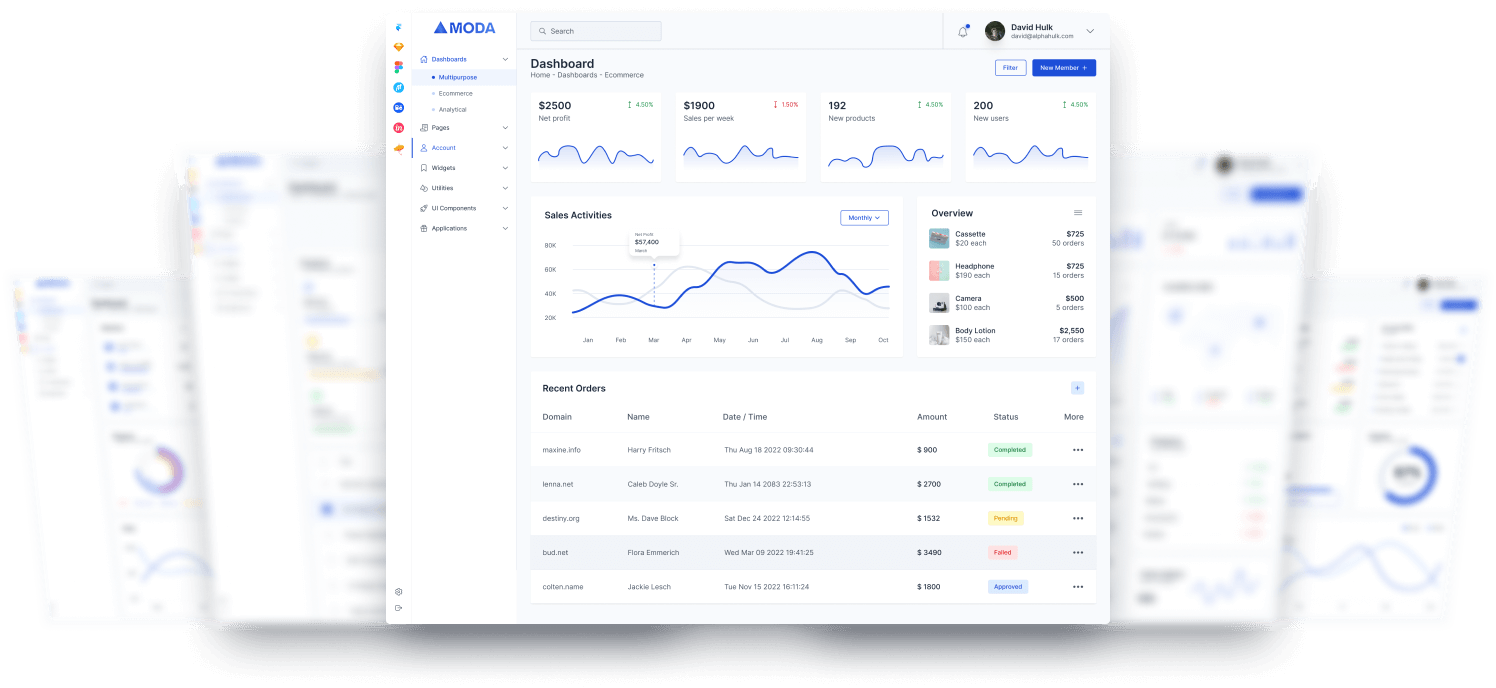 MODA
Dashboards
Multipurpose
Ecommerce
Analytical
Pages
Account
Widgets
Utilities
UI Components
Applications
Search
David Hulk
david@alphahulk.com
Dashboard
Home - Dashboards - Ecommerce
Filter
New Member +
$2500
4.50%
Net profit
$1900
1.50%
Sales per week
192
4.50%
New products
200
4.50%
New users
Sales Activities
Monthly
Net Profit
$57,400
March
80K
60K
40K
20K
Jan Feb Mar Apr May Jun Jul Aug Sep Oct
Overview
Cassette $725
$20 each 50 orders
Headphone $725
$190 each 15 orders
Camera $500
$100 each 5 orders
Body Lotion $2,550
$150 each 17 orders
Recent Orders
+
Domain Name Date / Time Amount Status More
maxine.info Harry Fritsch Thu Aug 18 2022 09:30:44 $ 900 Completed
lenna.net Caleb Doyle Sr. Thu Jan 14 2083 22:53:13 $ 2700 Completed
destiny.org Ms. Dave Block Sat Dec 24 2022 12:14:55 $ 1532 Pending
bud.net Flora Emmerich Wed Mar 09 2022 19:41:25 $ 3490 Failed
colten.name Jackie Lesch Tue Nov 15 2022 16:11:24 $ 1800 Approved